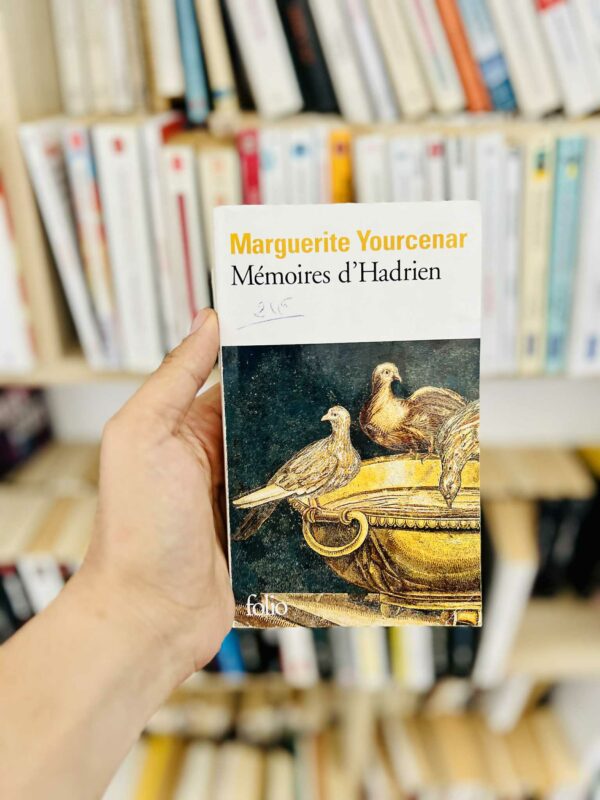 Marguerite Yourcenar
Mémoires d'Hadrien
folio